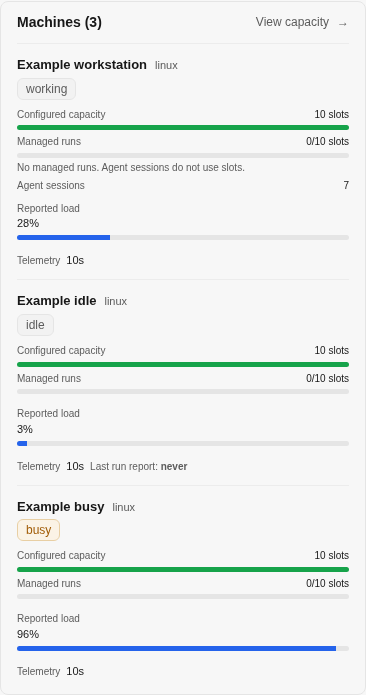 Machines (3) View capacity →
Example workstation linux
working
Configured capacity 10 slots
Managed runs 0/10 slots
No managed runs. Agent sessions do not use slots.
Agent sessions 7
Reported load
28%
Telemetry 10s
Example idle linux
idle
Configured capacity 10 slots
Managed runs 0/10 slots
Reported load
3%
Telemetry 10s Last run report: never
Example busy linux
busy
Configured capacity 10 slots
Managed runs 0/10 slots
Reported load
96%
Telemetry 10s